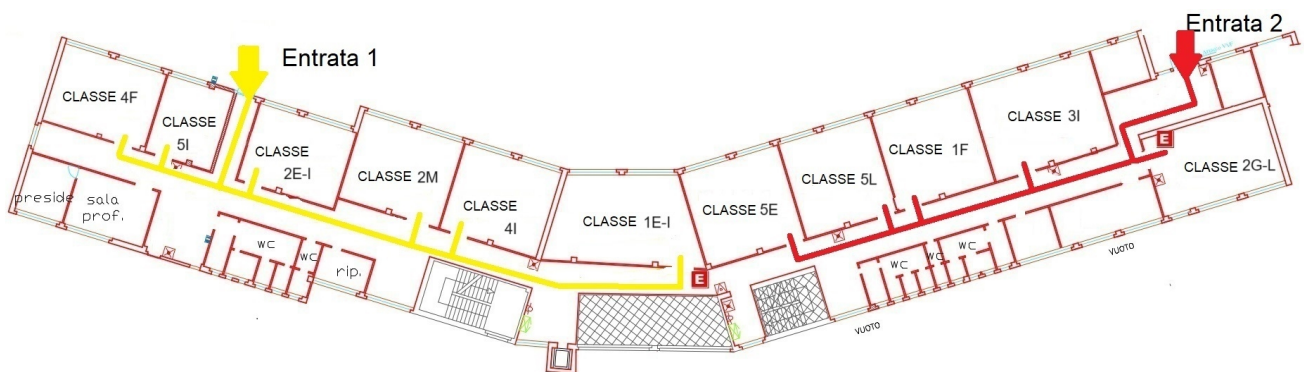 Entrata 1
Entrata 2
CLASSE 4F
CLASSE
5I
CLASSE
2E-I
CLASSE 2M
CLASSE
4I
CLASSE 1E-I
CLASSE 5E
CLASSE 5L
CLASSE 1F
CLASSE 3I
CLASSE 2G-L
preside
sala
prof.
WC
WC
rip.
E
E
WC
WC
WC
VUOTO
VUOTO